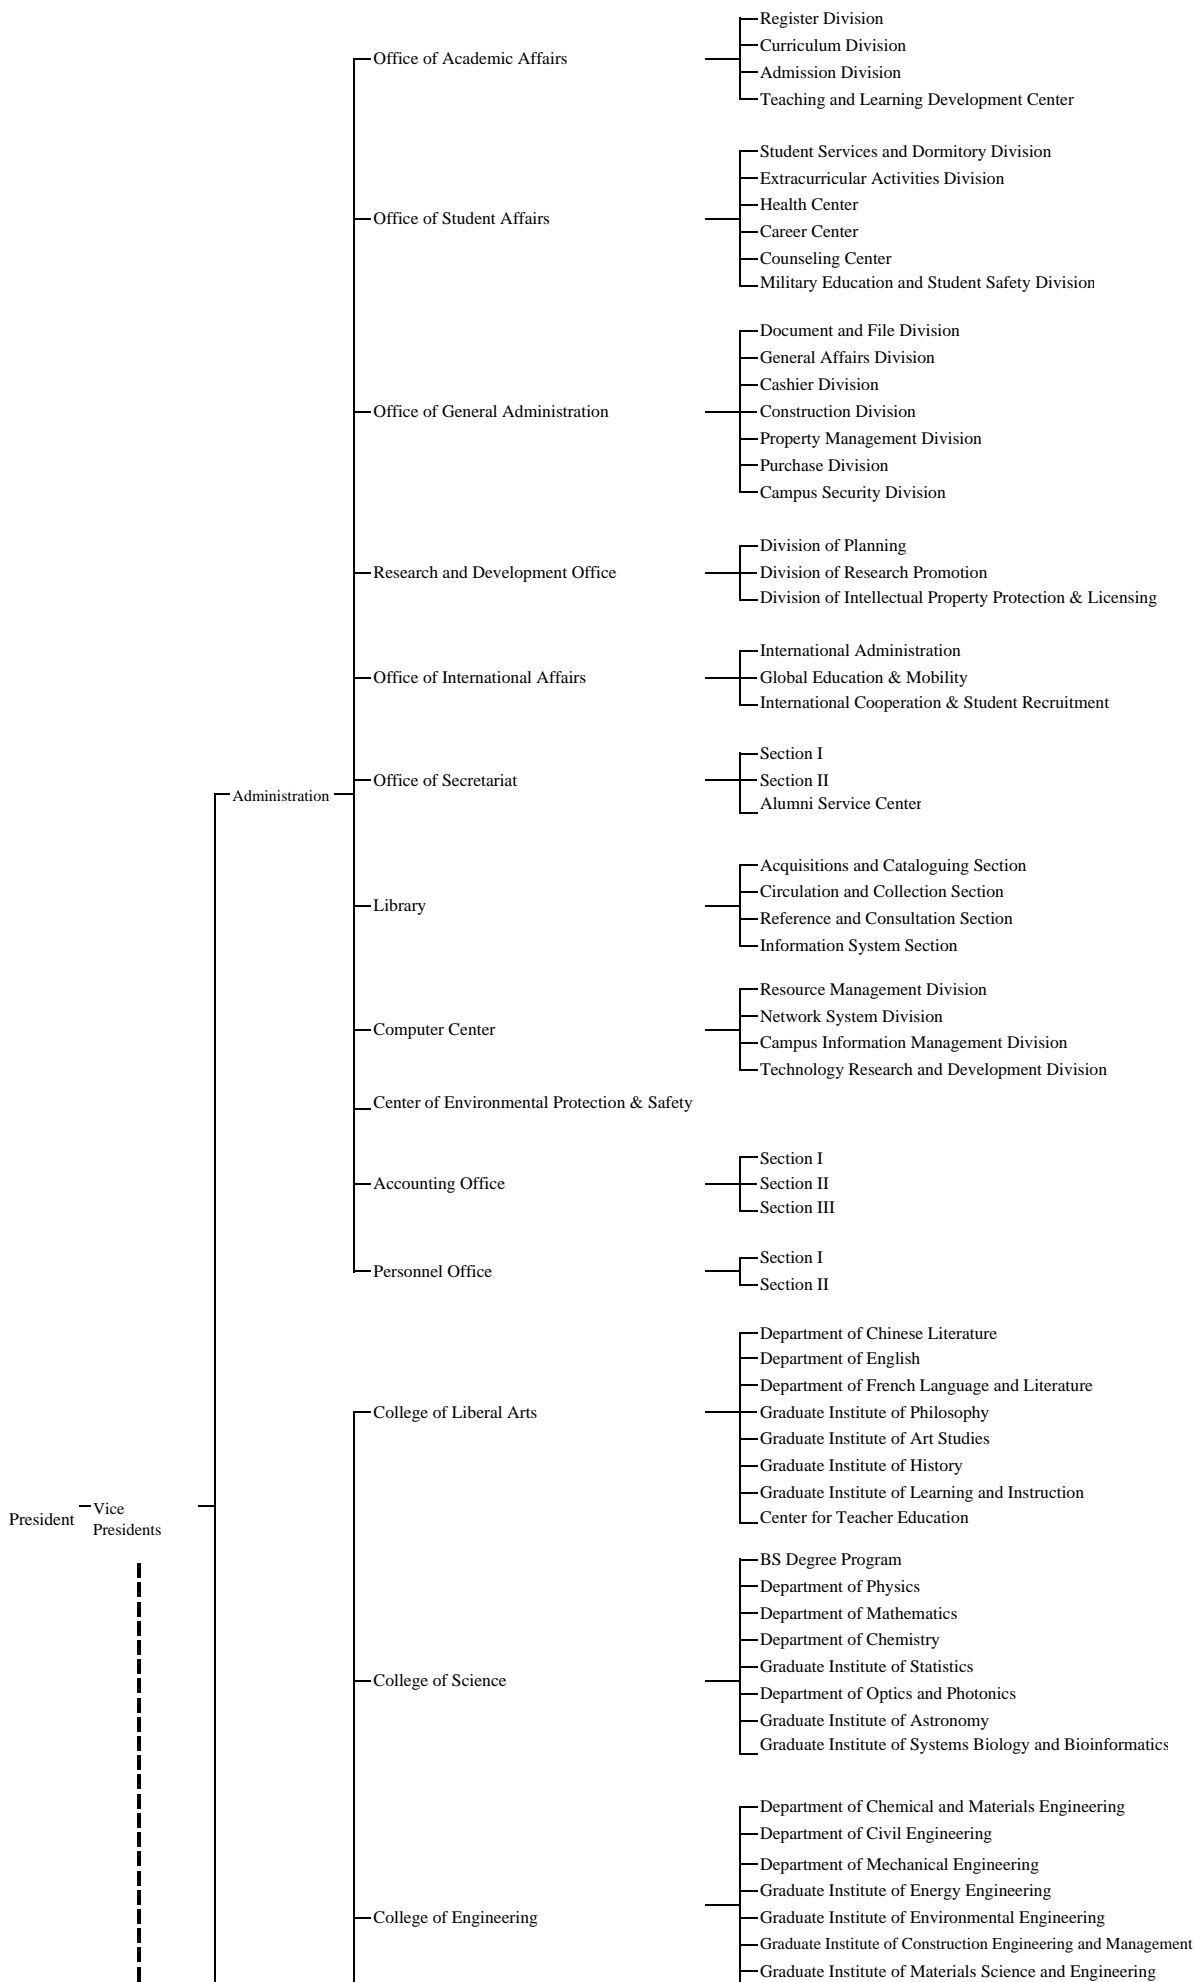 Register Division
Curriculum Division
Office of Academic Affairs
Admission Division
Teaching and Learning Development Center
Student Services and Dormitory Division
Extracurricular Activities Division
Health Center
Office of Student Affairs
Career Center
Counseling Center
Military Education and Student Safety Division
Document and File Division
General Affairs Division
Cashier Division
Office of General Administration
Construction Division
Property Management Division
Purchase Division
Campus Security Division
Division of Planning
Research and Development Office
Division of Research Promotion
Division of Intellectual Property Protection & Licensing
International Administration
Office of International Affairs
Global Education & Mobility
International Cooperation & Student Recruitment
Section I
Office of Secretariat
Section II
Administration
Alumni Service Center
Acquisitions and Cataloguing Section
Circulation and Collection Section
Library
Reference and Consultation Section
Information System Section
Resource Management Division
Network System Division
Computer Center
Campus Information Management Division
Technology Research and Development Division
Center of Environmental Protection & Safety
Section I
Accounting Office
Section II
Section III
Section I
Personnel Office
Section II
Department of Chinese Literature
Department of English
Department of French Language and Literature
College of Liberal Arts
Graduate Institute of Philosophy
Graduate Institute of Art Studies
Graduate Institute of History
Graduate Institute of Learning and Instruction
President
Vice
Presidents
Center for Teacher Education
BS Degree Program
Department of Physics
Department of Mathematics
Department of Chemistry
Graduate Institute of Statistics
College of Science
Department of Optics and Photonics
Graduate Institute of Astronomy
Graduate Institute of Systems Biology and Bioinformatics
Department of Chemical and Materials Engineering
Department of Civil Engineering
Department of Mechanical Engineering
Graduate Institute of Energy Engineering
College of Engineering
Graduate Institute of Environmental Engineering
Graduate Institute of Construction Engineering and Management
Graduate Institute of Materials Science and Engineering